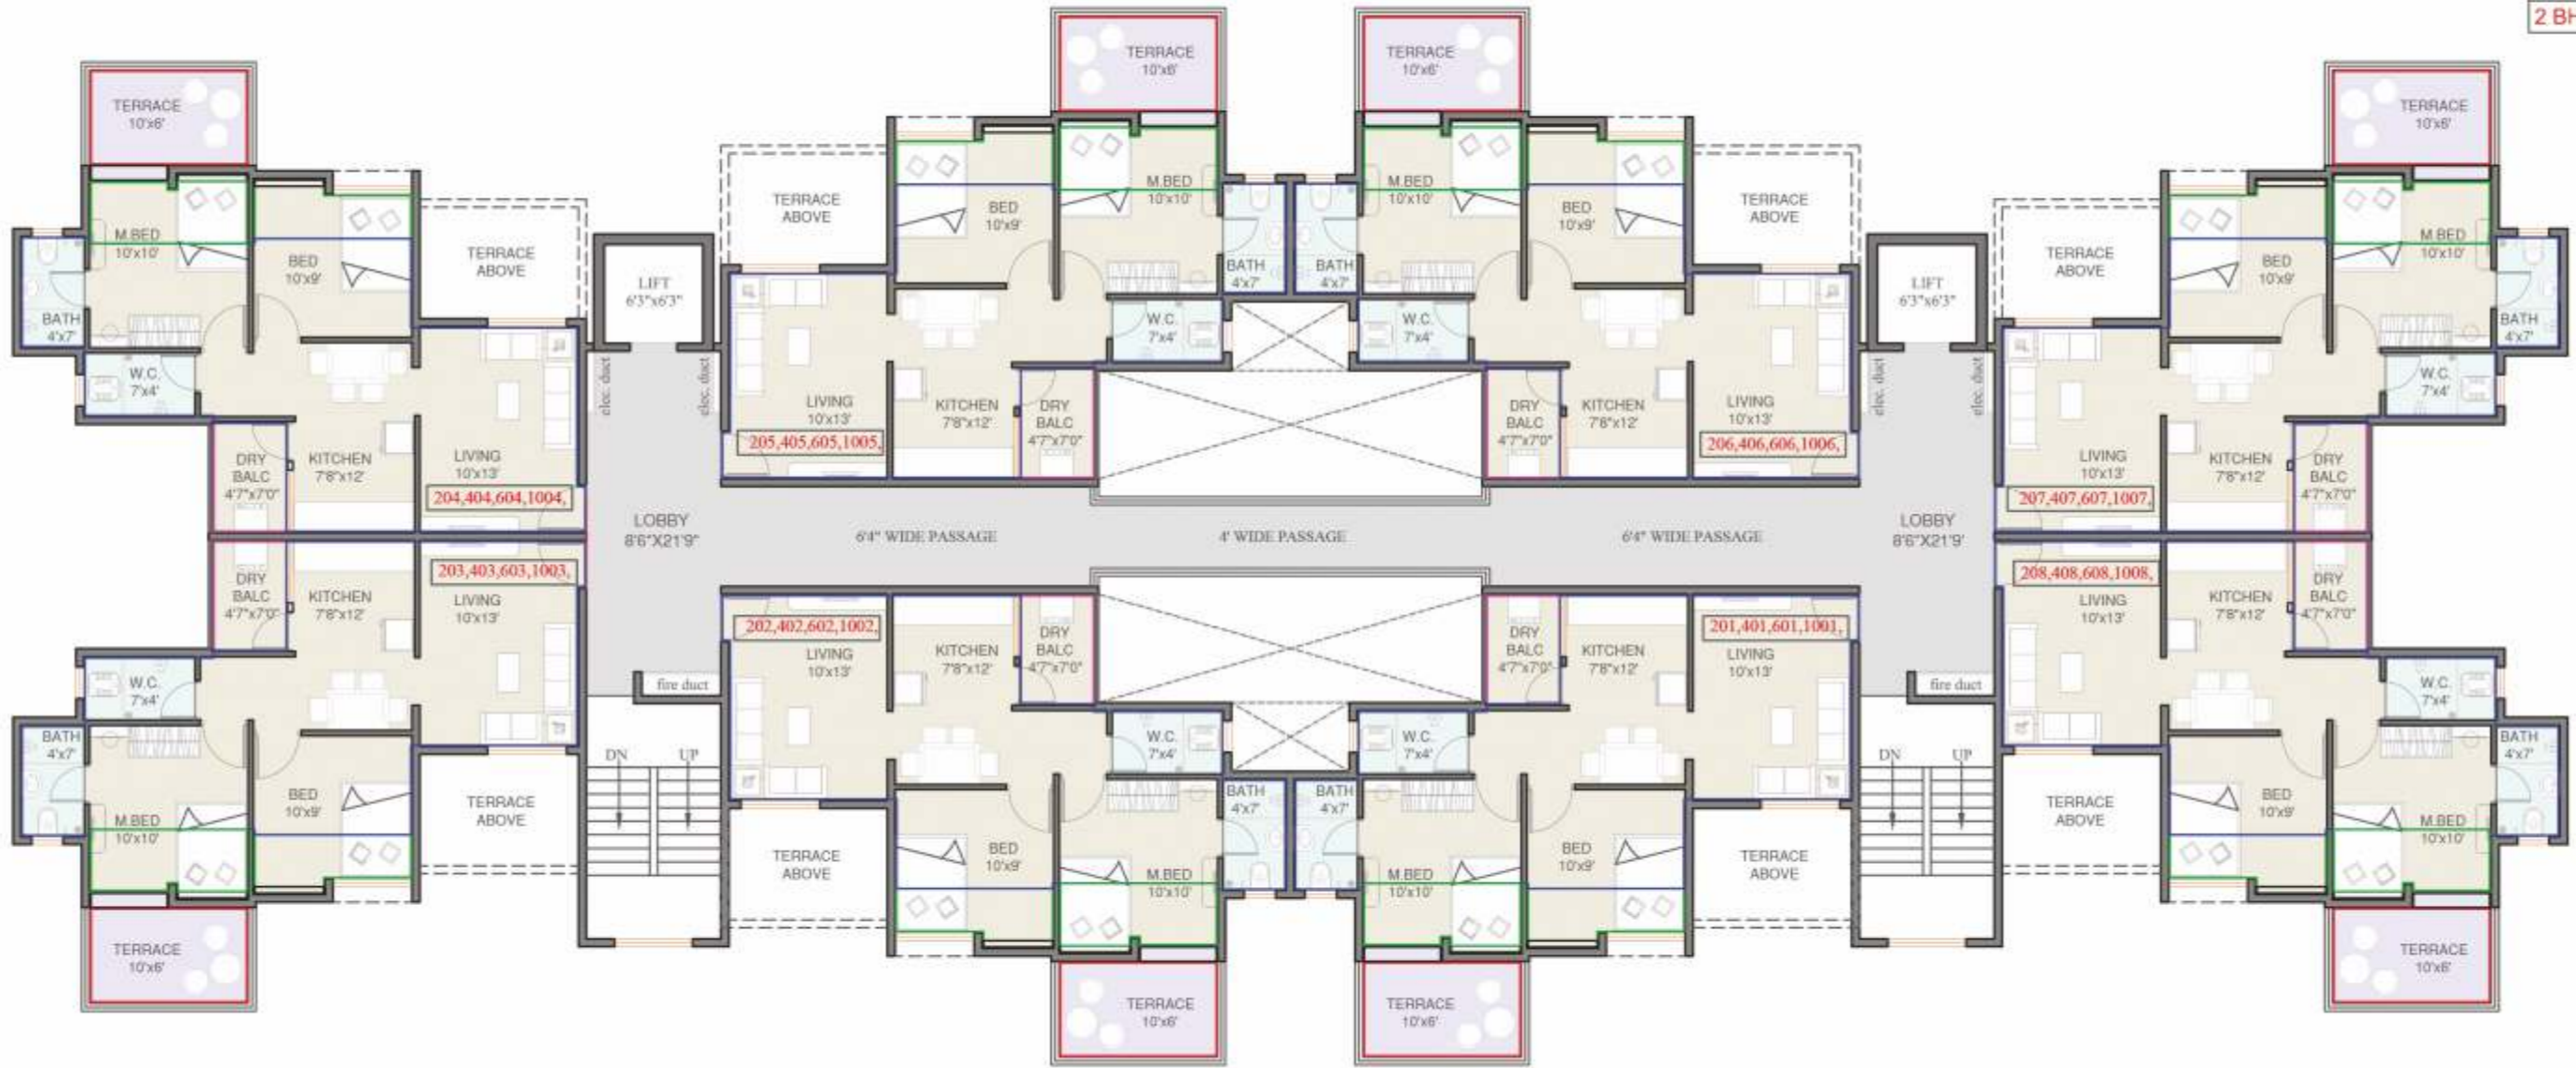 2 BH
TERRACE
10'x6'
TERRACE
10'x6'
TERRACE
10'x6'
TERRACE
10'x6'
M.BED
10'x10'
BED
10'x9'
TERRACE
ABOVE
BATH
4'x7'
W.C.
7'x4'
DRY
BALC
4'7"x7'0"
KITCHEN
7'8"x12'
LIVING
10'x13'
204,404,604,1004,
LIFT
6'3"x6'3"
elec. duct
elec. duct
LOBBY
8'6"X21'9"
TERRACE
ABOVE
BED
10'x9'
M.BED
10'x10'
BATH
4'x7'
W.C.
7'x4'
LIVING
10'x13'
KITCHEN
7'8"x12'
DRY
BALC
4'7"x7'0"
205,405,605,1005,
M.BED
10'x10'
BED
10'x9'
TERRACE
ABOVE
BATH
4'x7'
W.C.
7'x4'
DRY
BALC
4'7"x7'0"
KITCHEN
7'8"x12'
LIVING
10'x13'
206,406,606,1006,
LIFT
6'3"x6'3"
elec. duct
elec. duct
LOBBY
8'6"X21'9'
TERRACE
ABOVE
BED
10'x9'
M.BED
10'x10'
BATH
4'x7'
W.C.
7'x4'
LIVING
10'x13'
KITCHEN
7'8"x12'
DRY
BALC
4'7"x7'0"
207,407,607,1007,
6'4" WIDE PASSAGE
4' WIDE PASSAGE
6'4" WIDE PASSAGE
203,403,603,1003,
DRY
BALC
4'7"x7'0"
KITCHEN
7'8"x12'
LIVING
10'x13'
W.C.
7'x4'
BATH
4'x7'
M.BED
10'x10'
BED
10'x9'
TERRACE
ABOVE
fire duct
DN
UP
202,402,602,1002,
LIVING
10'x13'
KITCHEN
7'8"x12'
DRY
BALC
4'7"x7'0"
W.C.
7'x4'
BATH
4'x7'
TERRACE
ABOVE
BED
10'x9'
M.BED
10'x10'
201,401,601,1001,
DRY
BALC
4'7"x7'0"
KITCHEN
7'8"x12'
LIVING
10'x13'
W.C.
7'x4'
BATH
4'x7'
M.BED
10'x10'
BED
10'x9'
TERRACE
ABOVE
fire duct
DN
UP
208,408,608,1008,
LIVING
10'x13'
KITCHEN
7'8"x12'
DRY
BALC
4'7"x7'0"
W.C.
7'x4'
BATH
4'x7'
TERRACE
ABOVE
BED
10'x9'
M.BED
10'x10'
TERRACE
10'x6'
TERRACE
10'x6'
TERRACE
10'x6'
TERRACE
10'x6'